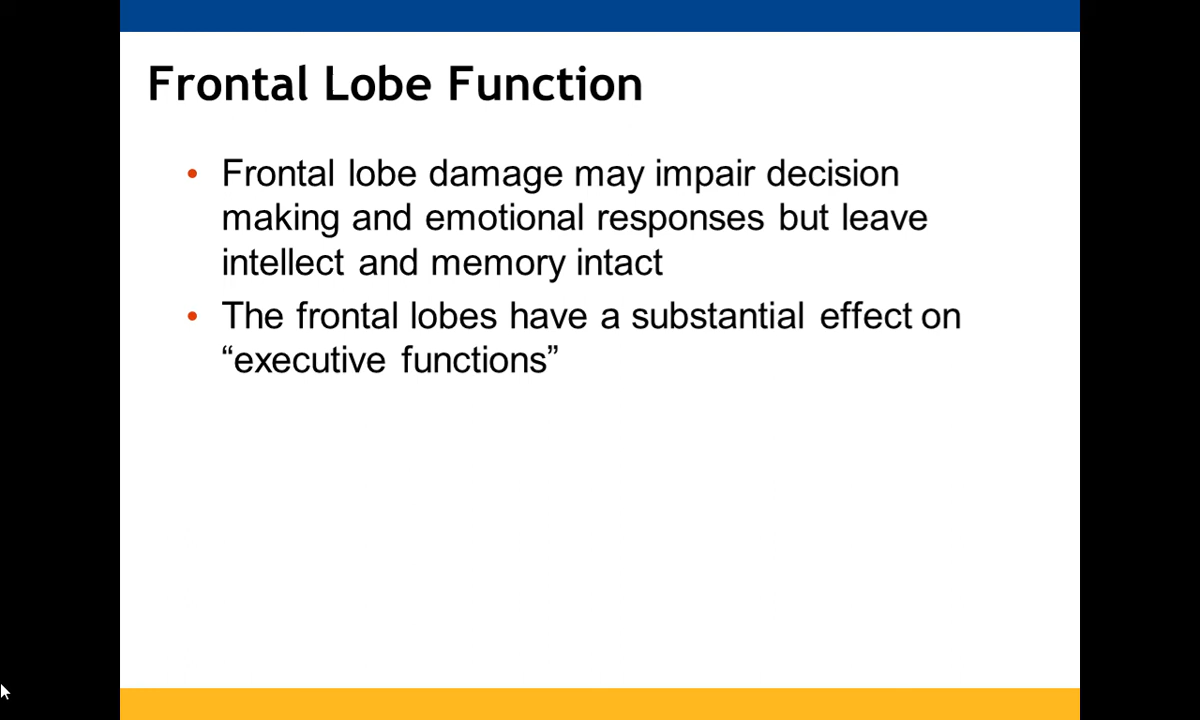 Frontal Lobe Function
• Frontal lobe damage may impair decision
making and emotional responses but leave
intellect and memory intact
• The frontal lobes have a substantial effect on
“executive functions”